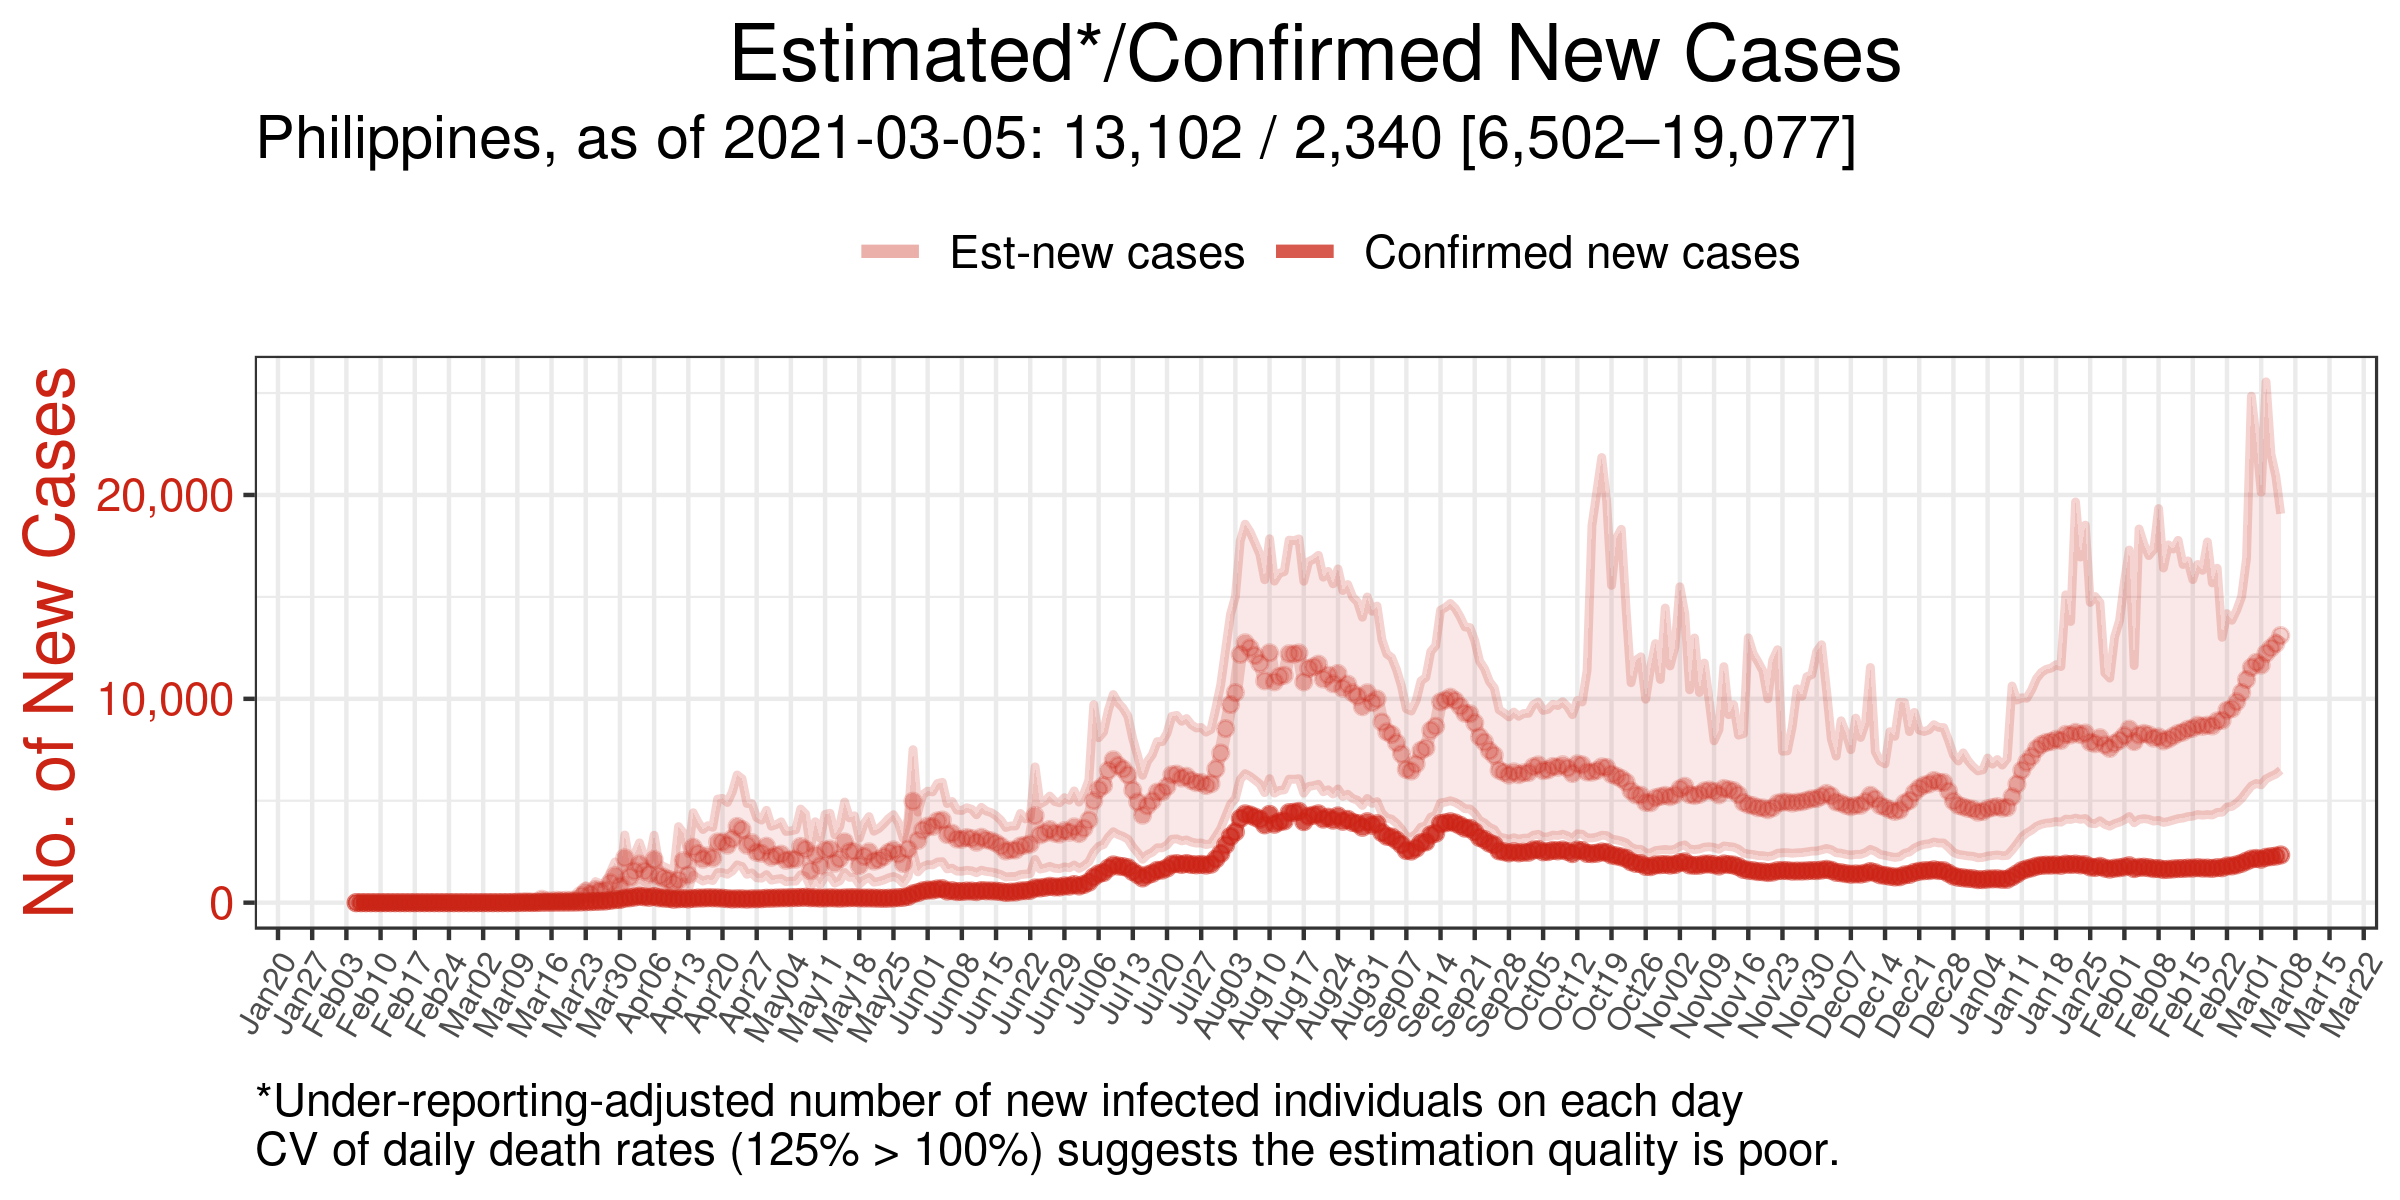 Estimated*/Confirmed New Cases
Philippines, as of 2021-03-05: 13,102 / 2,340 [6,502–19,077]
Est-new cases
Confirmed new cases
No. of New Cases
20,000
10,000
0
Jan20
Jan27
Feb03
Feb10
Feb17
Feb24
Mar02
Mar09
Mar16
Mar23
Mar30
Apr06
Apr13
Apr20
Apr27
May04
May11
May18
May25
Jun01
Jun08
Jun15
Jun22
Jun29
Jul06
Jul13
Jul20
Jul27
Aug03
Aug10
Aug17
Aug24
Aug31
Sep07
Sep14
Sep21
Sep28
Oct05
Oct12
Oct19
Oct26
Nov02
Nov09
Nov16
Nov23
Nov30
Dec07
Dec14
Dec21
Dec28
Jan04
Jan11
Jan18
Jan25
Feb01
Feb08
Feb15
Feb22
Mar01
Mar08
Mar15
Mar22
*Under-reporting-adjusted number of new infected individuals on each day
CV of daily death rates (125% > 100%) suggests the estimation quality is poor.